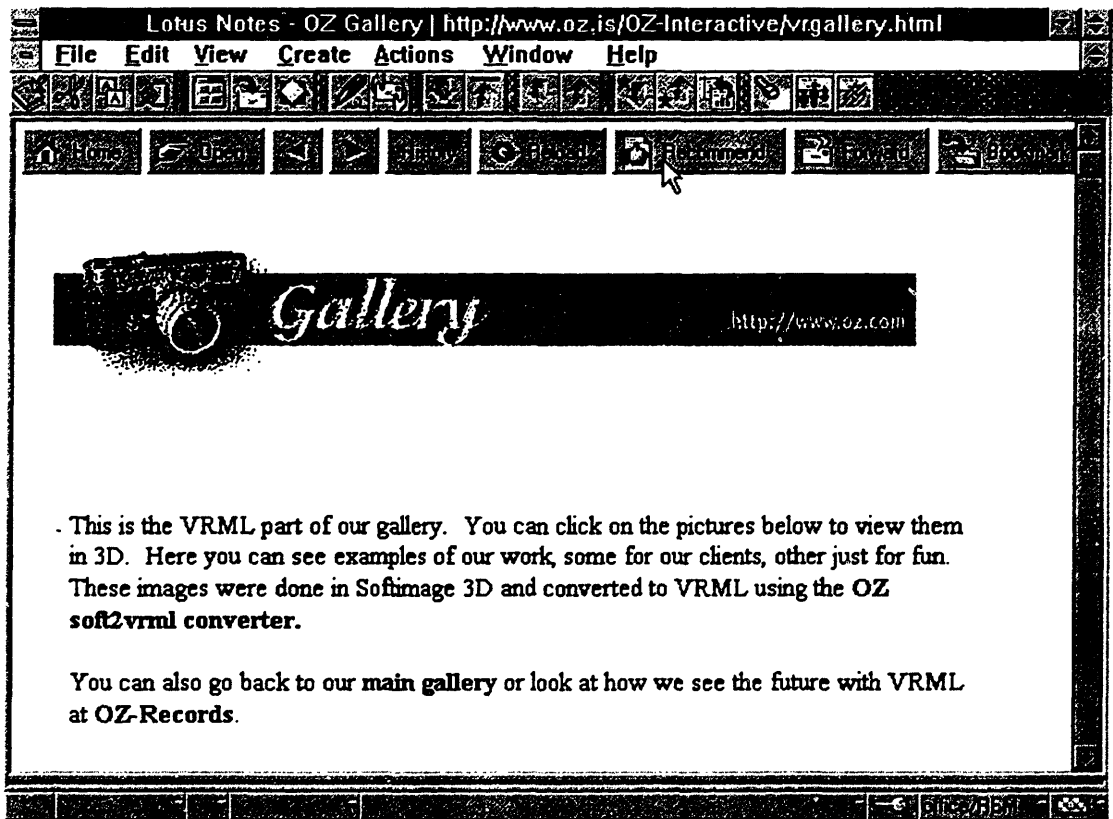 Lotus Notes - OZ Gallery | http://www.oz.is/OZ-Interactive/vrgallery.html
File Edit View Create Actions Window Help
Home Open History Reload Recommend Forward Bookmark
Gallery http://www.oz.com
This is the VRML part of our gallery. You can click on the pictures below to view them
in 3D. Here you can see examples of our work, some for our clients, other just for fun.
These images were done in Softimage 3D and converted to VRML using the OZ
soft2vrml converter.
You can also go back to our main gallery or look at how we see the future with VRML
at OZ-Records.